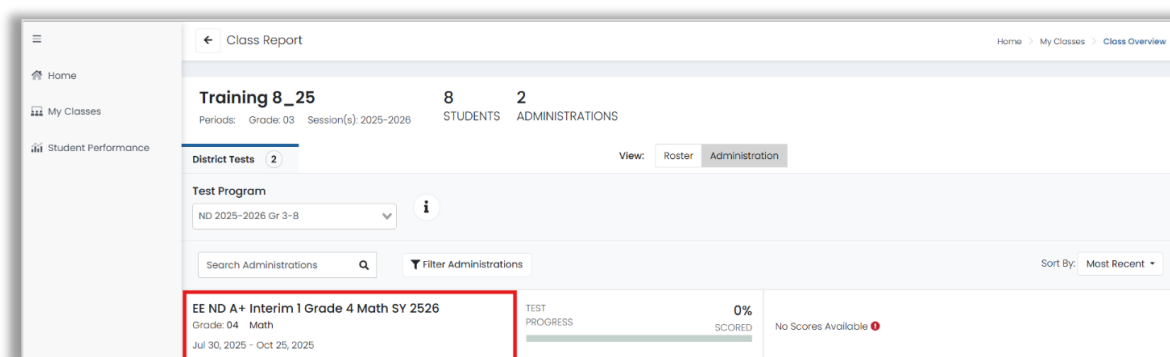 Class Report
Home > My Classes > Class Overview
Home
My Classes
Student Performance
Training 8_25
Periods: Grade: 03 Session(s): 2025-2026
8
STUDENTS
2
ADMINISTRATIONS
District Tests 2
View: Roster Administration
Test Program
ND 2025-2026 Gr 3-8
i
Search Administrations
Filter Administrations
Sort By: Most Recent
EE ND A+ Interim 1 Grade 4 Math SY 2526
Grade: 04 Math
Jul 30, 2025 - Oct 25, 2025
TEST
PROGRESS
0%
SCORED
No Scores Available